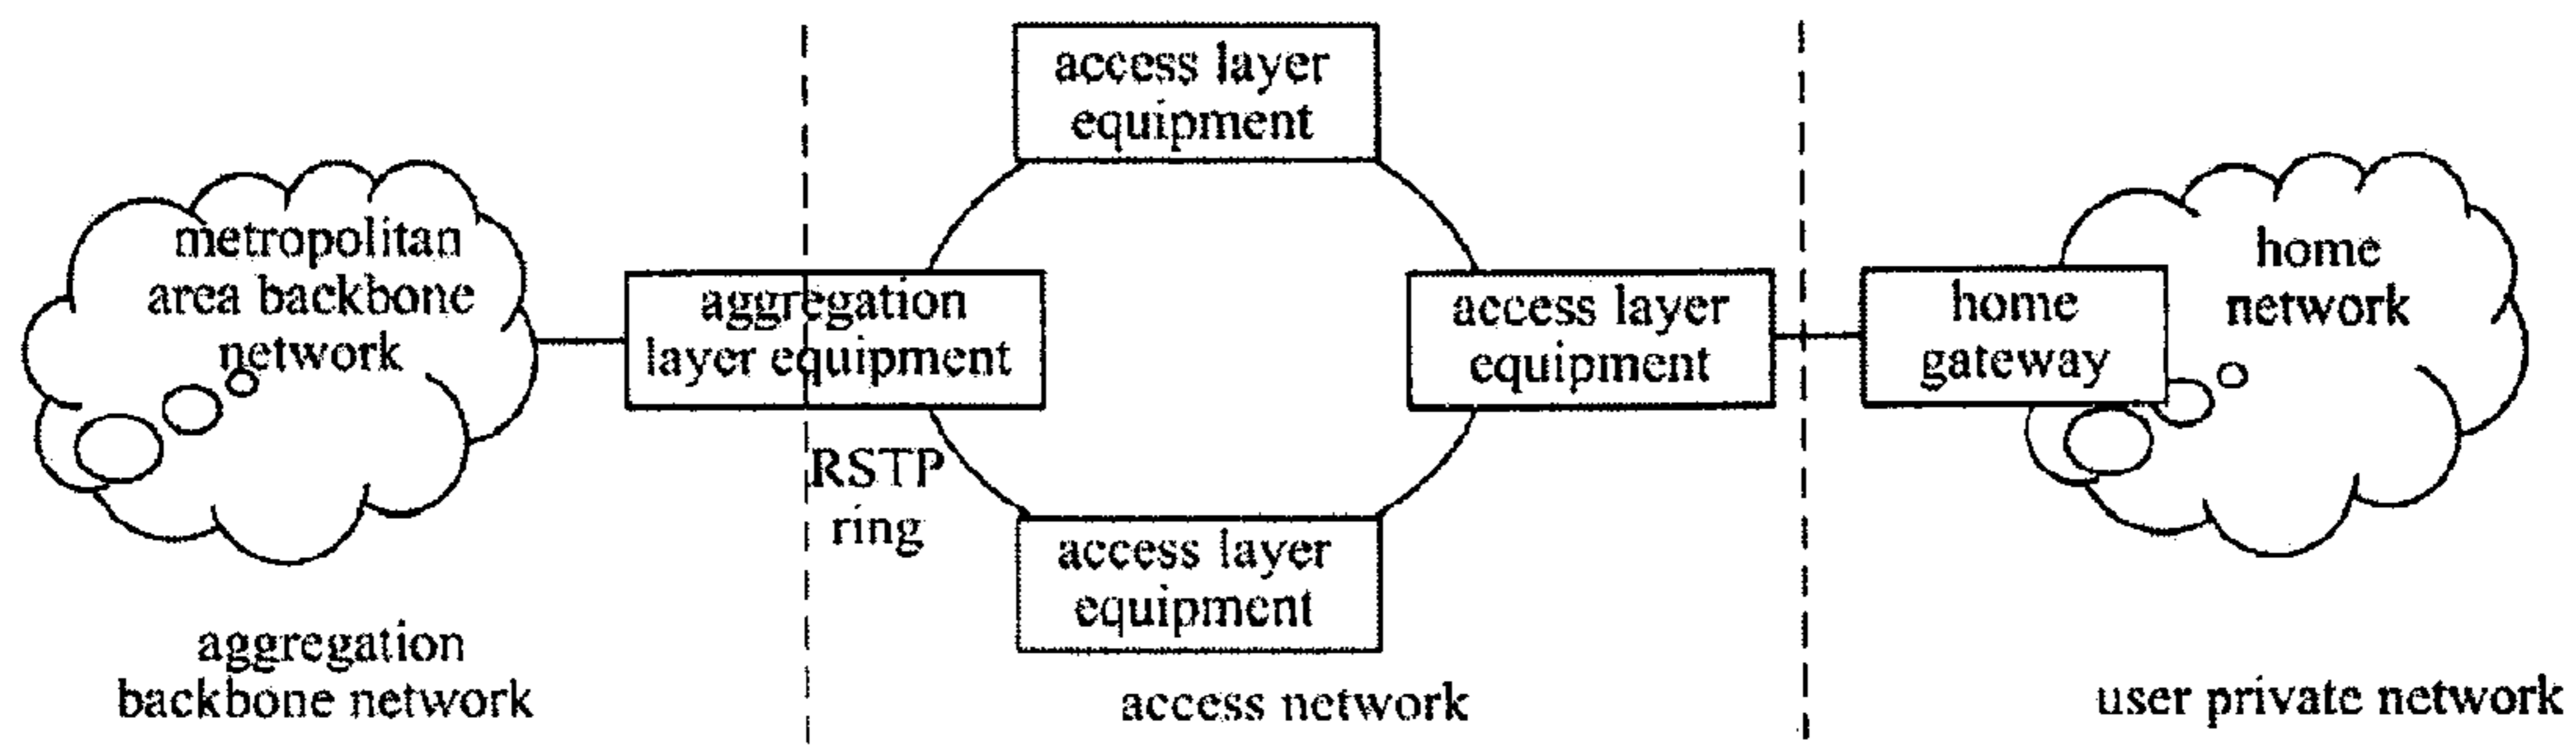 access layer
equipment
metropolitan
area backbone
network
aggregation
layer equipment
access layer
equipment
home
gateway
home
network
RSTP
ring
access layer
equipment
aggregation
backbone network
access network
user private network